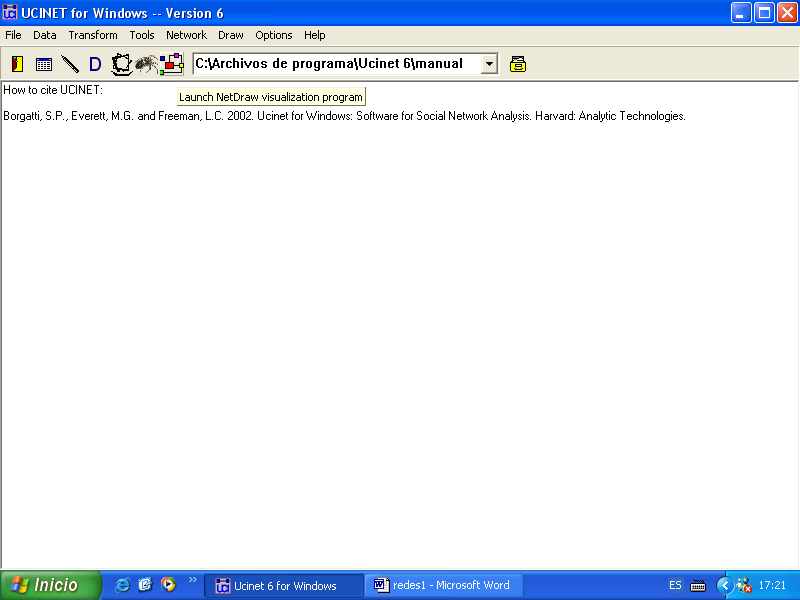 UCINET for Windows -- Version 6
File Data Transform Tools Network Draw Options Help
D C:\Archivos de programa\Ucinet 6\manual
How to cite UCINET:
Launch NetDraw visualization program
Borgatti, S.P., Everett, M.G. and Freeman, L.C. 2002. Ucinet for Windows: Software for Social Network Analysis. Harvard: Analytic Technologies.
Inicio Ucinet 6 for Windows redes1 - Microsoft Word ES 17:21